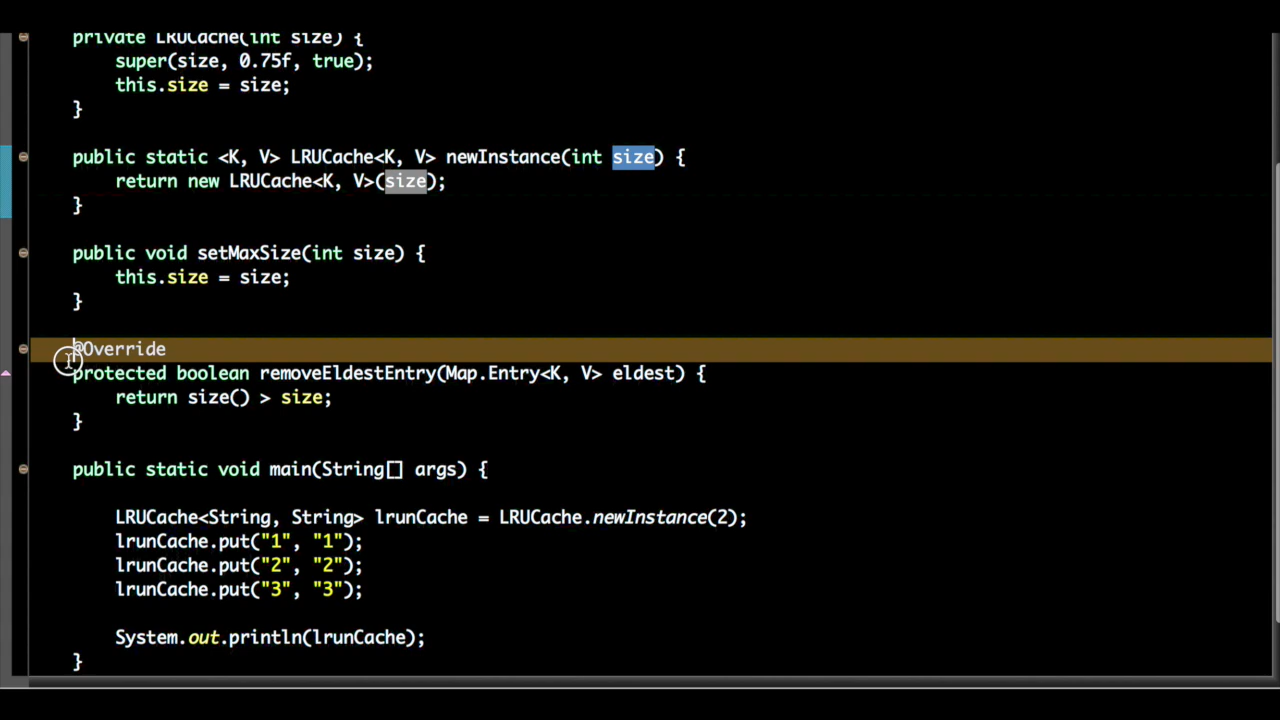 private LRUCache(int size) {
super(size, 0.75f, true);
this.size = size;
}
public static <K, V> LRUCache<K, V> newInstance(int size) {
return new LRUCache<K, V>(size);
}
public void setMaxSize(int size) {
this.size = size;
}
@Override
protected boolean removeEldestEntry(Map.Entry<K, V> eldest) {
return size() > size;
}
public static void main(String[] args) {
LRUCache<String, String> lrunCache = LRUCache.newInstance(2);
lrunCache.put("1", "1");
lrunCache.put("2", "2");
lrunCache.put("3", "3");
System.out.println(lrunCache);
}